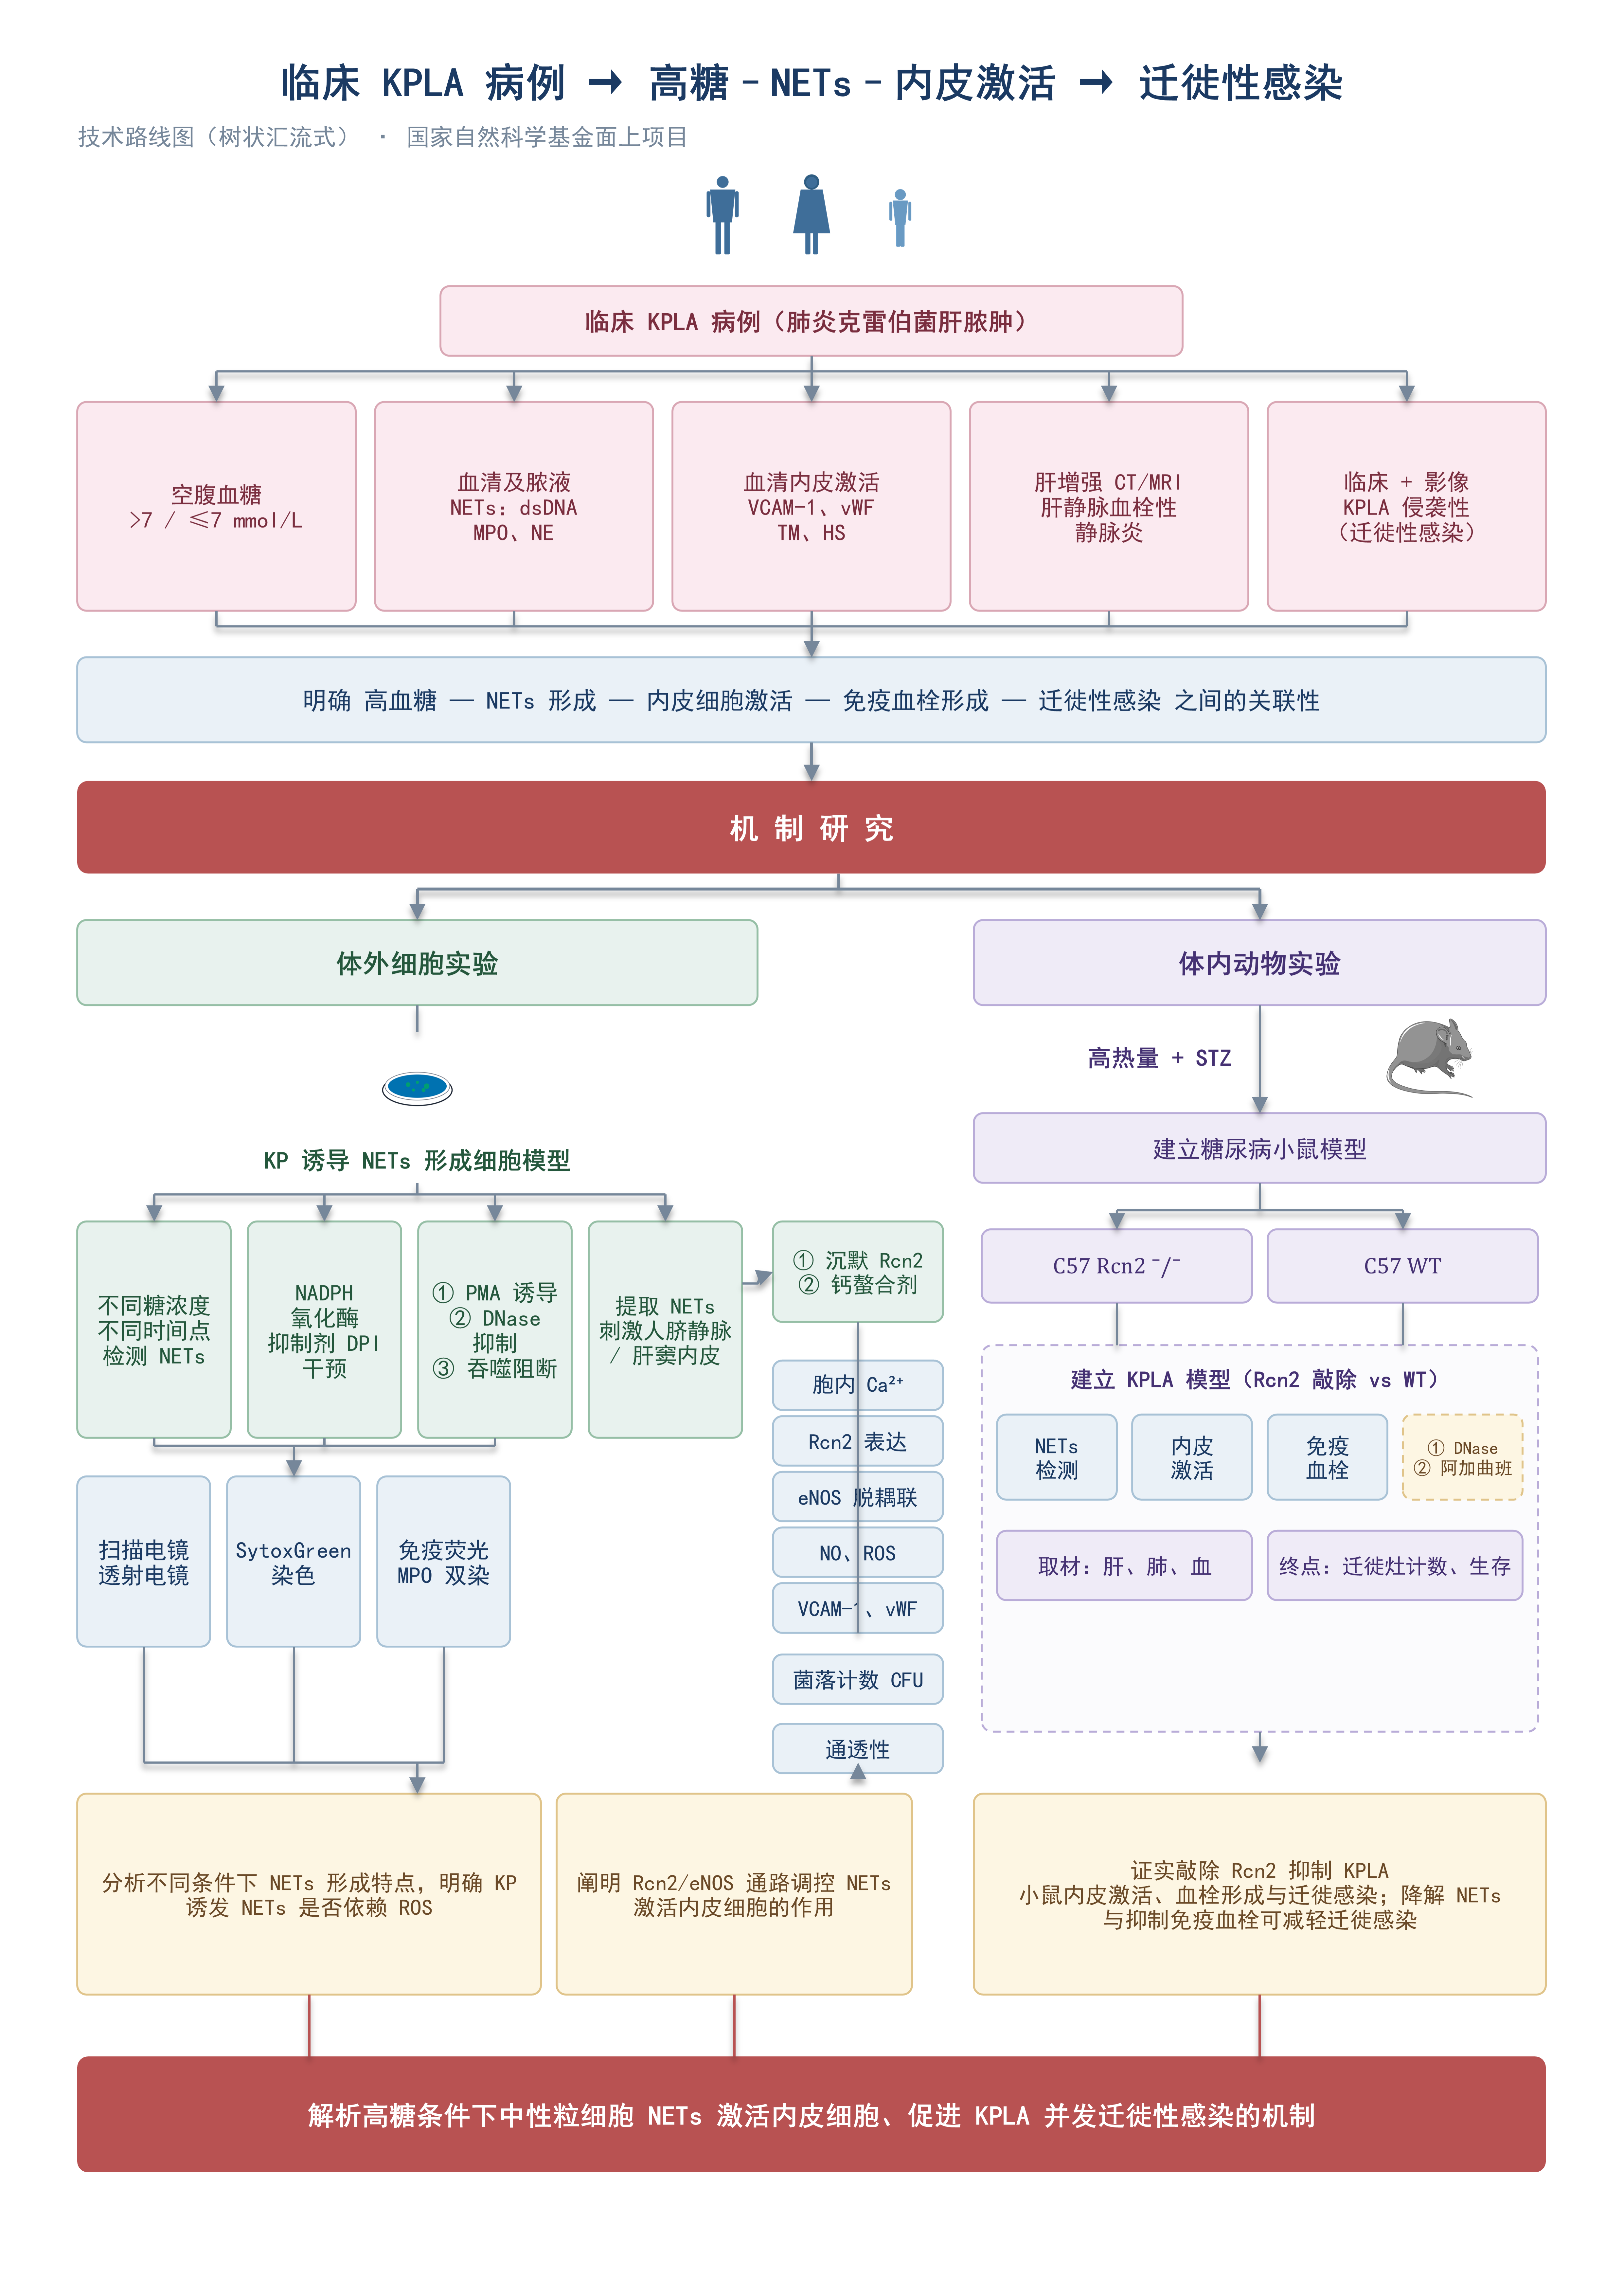 临床 KPLA 病例 → 高糖 – NETs – 内皮激活 → 迁徙性感染
技术路线图（树状汇流式） · 国家自然科学基金面上项目
临床 KPLA 病例（肺炎克雷伯菌肝脓肿）
空腹血糖
>7 / ≤7 mmol/L
血清及脓液
NETs：dsDNA
MPO、NE
血清内皮激活
VCAM-1、vWF
TM、HS
肝增强 CT/MRI
肝静脉血栓性
静脉炎
临床 + 影像
KPLA 侵袭性
（迁徙性感染）
明确 高血糖 — NETs 形成 — 内皮细胞激活 — 免疫血栓形成 — 迁徙性感染 之间的关联性
机 制 研 究
体外细胞实验
体内动物实验
高热量 + STZ
建立糖尿病小鼠模型
KP 诱导 NETs 形成细胞模型
不同糖浓度
不同时间点
检测 NETs
NADPH
氧化酶
抑制剂 DPI
干预
① PMA 诱导
② DNase
抑制
③ 吞噬阻断
提取 NETs
刺激人脐静脉
/ 肝窦内皮
① 沉默 Rcn2
② 钙螯合剂
C57 Rcn2 ⁻/⁻
C57 WT
胞内 Ca²⁺
Rcn2 表达
eNOS 脱耦联
NO、ROS
VCAM-1、vWF
菌落计数 CFU
通透性
建立 KPLA 模型（Rcn2 敲除 vs WT）
NETs
检测
内皮
激活
免疫
血栓
① DNase
② 阿加曲班
取材：肝、肺、血
终点：迁徙灶计数、生存
扫描电镜
透射电镜
SytoxGreen
染色
免疫荧光
MPO 双染
分析不同条件下 NETs 形成特点，明确 KP
诱发 NETs 是否依赖 ROS
阐明 Rcn2/eNOS 通路调控 NETs
激活内皮细胞的作用
证实敲除 Rcn2 抑制 KPLA
小鼠内皮激活、血栓形成与迁徙感染；降解 NETs
与抑制免疫血栓可减轻迁徙感染
解析高糖条件下中性粒细胞 NETs 激活内皮细胞、促进 KPLA 并发迁徙性感染的机制